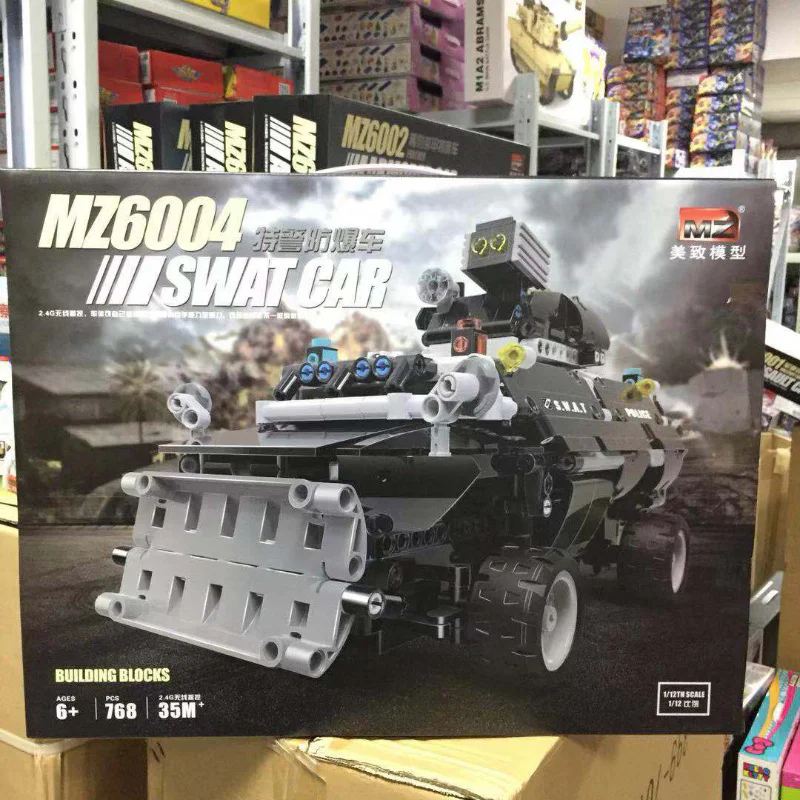 M1A2 ABRAMS
MZ6002
MZ6004 特警防爆车
SWAT CAR
MZ
美致模型
S.W.A.T
POLICE
BUILDING BLOCKS
AGES
6+
PCS
768
2.4G无线遥控
35M+
1/12TH SCALE
1/12 比例